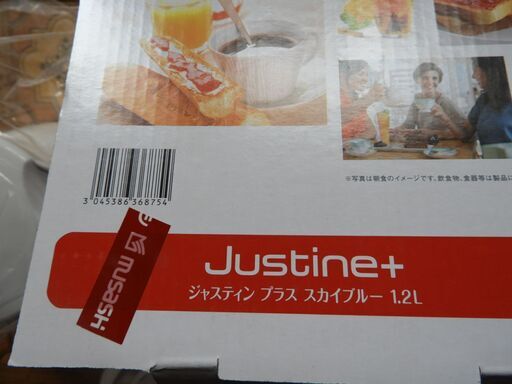 ※写真は朝食のイメージです。飲食物、食器等は製品に
3 045386 368754
musashi
Justine+
ジャスティン プラス スカイブルー 1.2L